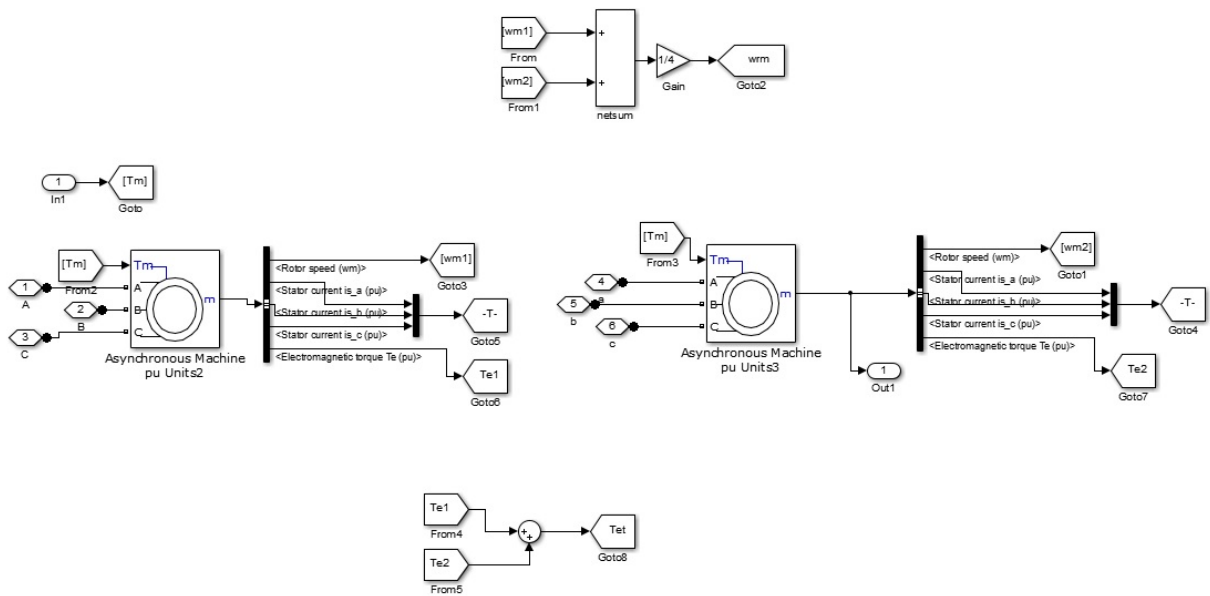 [wm1]
From
+
[wm2]
From1
+
netsum
1/4
Gain
wrm
Goto2
1
In1
[Tm]
Goto
[Tm]
From2
1
A
2
B
3
C
Tm
A
B
C
m
Asynchronous Machine
pu Units2
<Rotor speed (wm)>
<Stator current is_a (pu)>
<Stator current is_b (pu)>
<Stator current is_c (pu)>
<Electromagnetic torque Te (pu)>
[wm1]
Goto3
-T-
Goto5
Te1
Goto6
[Tm]
From3
4
a
5
b
6
c
Tm
A
B
C
m
Asynchronous Machine
pu Units3
1
Out1
<Rotor speed (wm)>
<Stator current is_a (pu)>
<Stator current is_b (pu)>
<Stator current is_c (pu)>
<Electromagnetic torque Te (pu)>
[wm2]
Goto1
-T-
Goto4
Te2
Goto7
Te1
From4
Te2
From5
+
+
Tet
Goto8